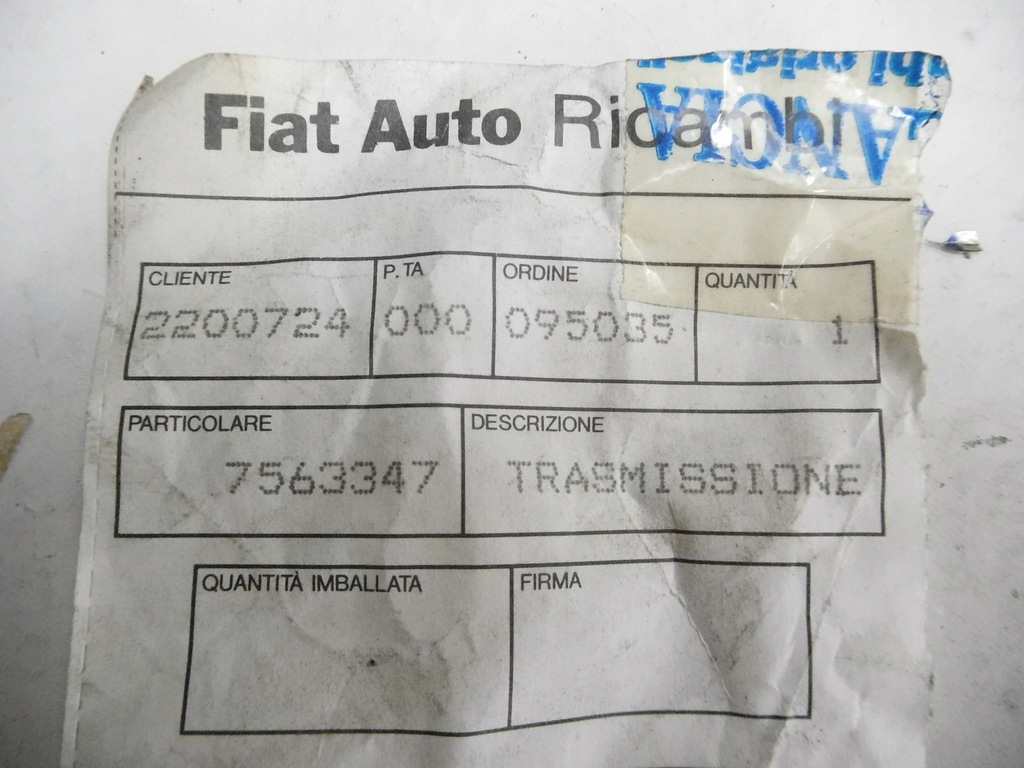 Fiat Auto Ricambi
CLIENTE P.TA ORDINE QUANTITÀ
2200724 000 095035 1
PARTICOLARE DESCRIZIONE
7563347 TRASMISSIONE
QUANTITÀ IMBALLATA FIRMA